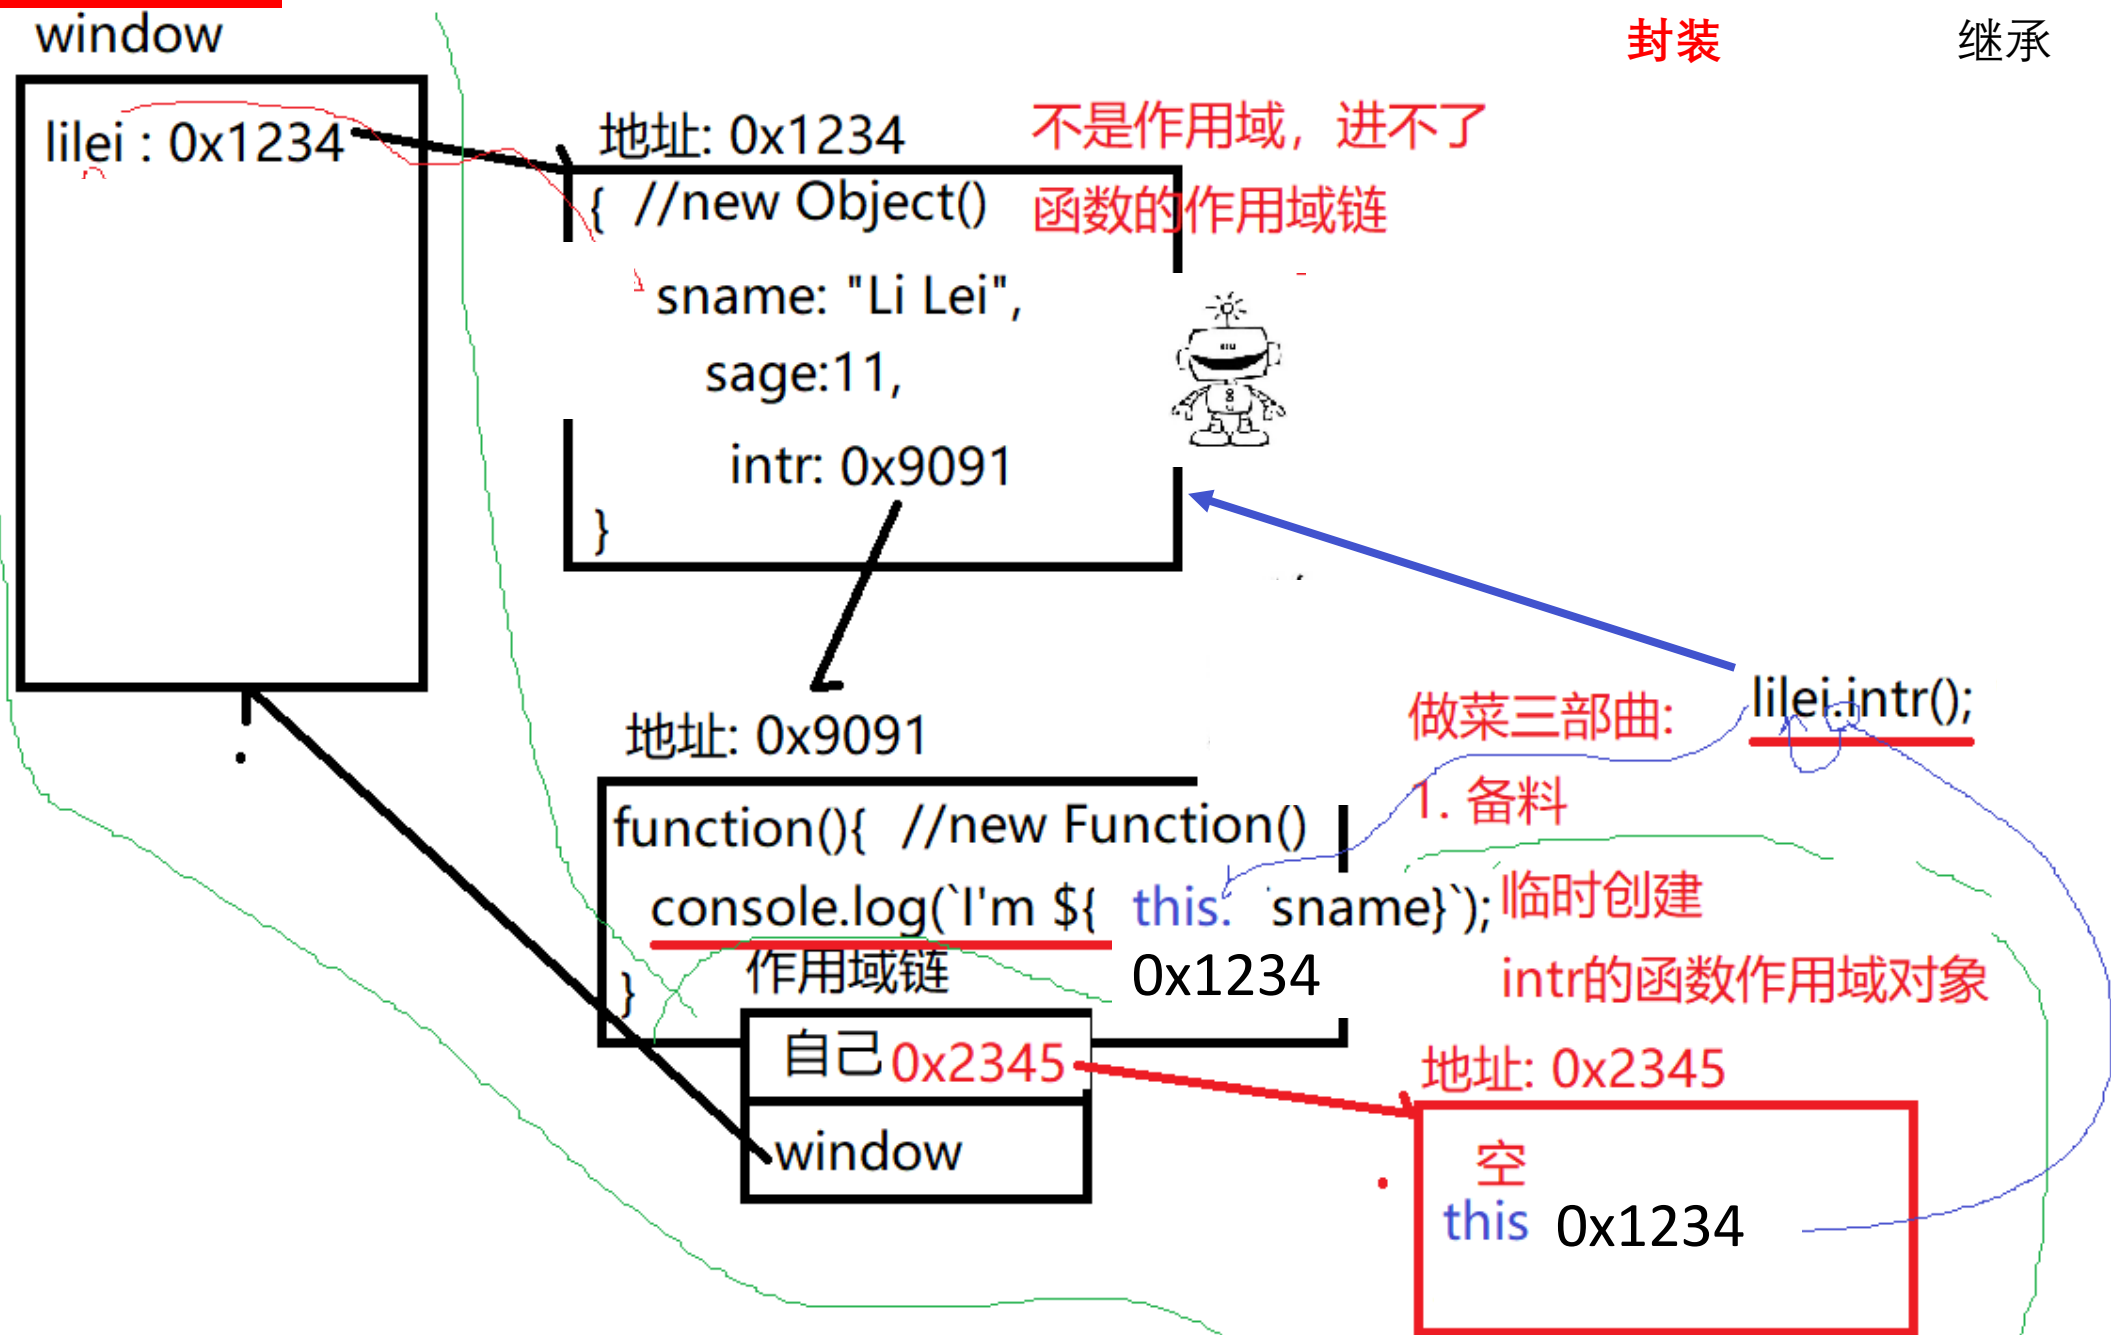 window
封装
继承
lilei : 0x1234
地址: 0x1234
不是作用域，进不了
函数的作用域链
{ //new Object()
sname: "Li Lei",
sage:11,
intr: 0x9091
}
lilei.intr();
做菜三部曲:
地址: 0x9091
1. 备料
function(){ //new Function()
console.log(`I'm ${ this. `sname}`);
临时创建
作用域链
0x1234
intr的函数作用域对象
}
自己 0x2345
地址: 0x2345
window
空
this 0x1234